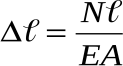 Δℓ = Nℓ / EA